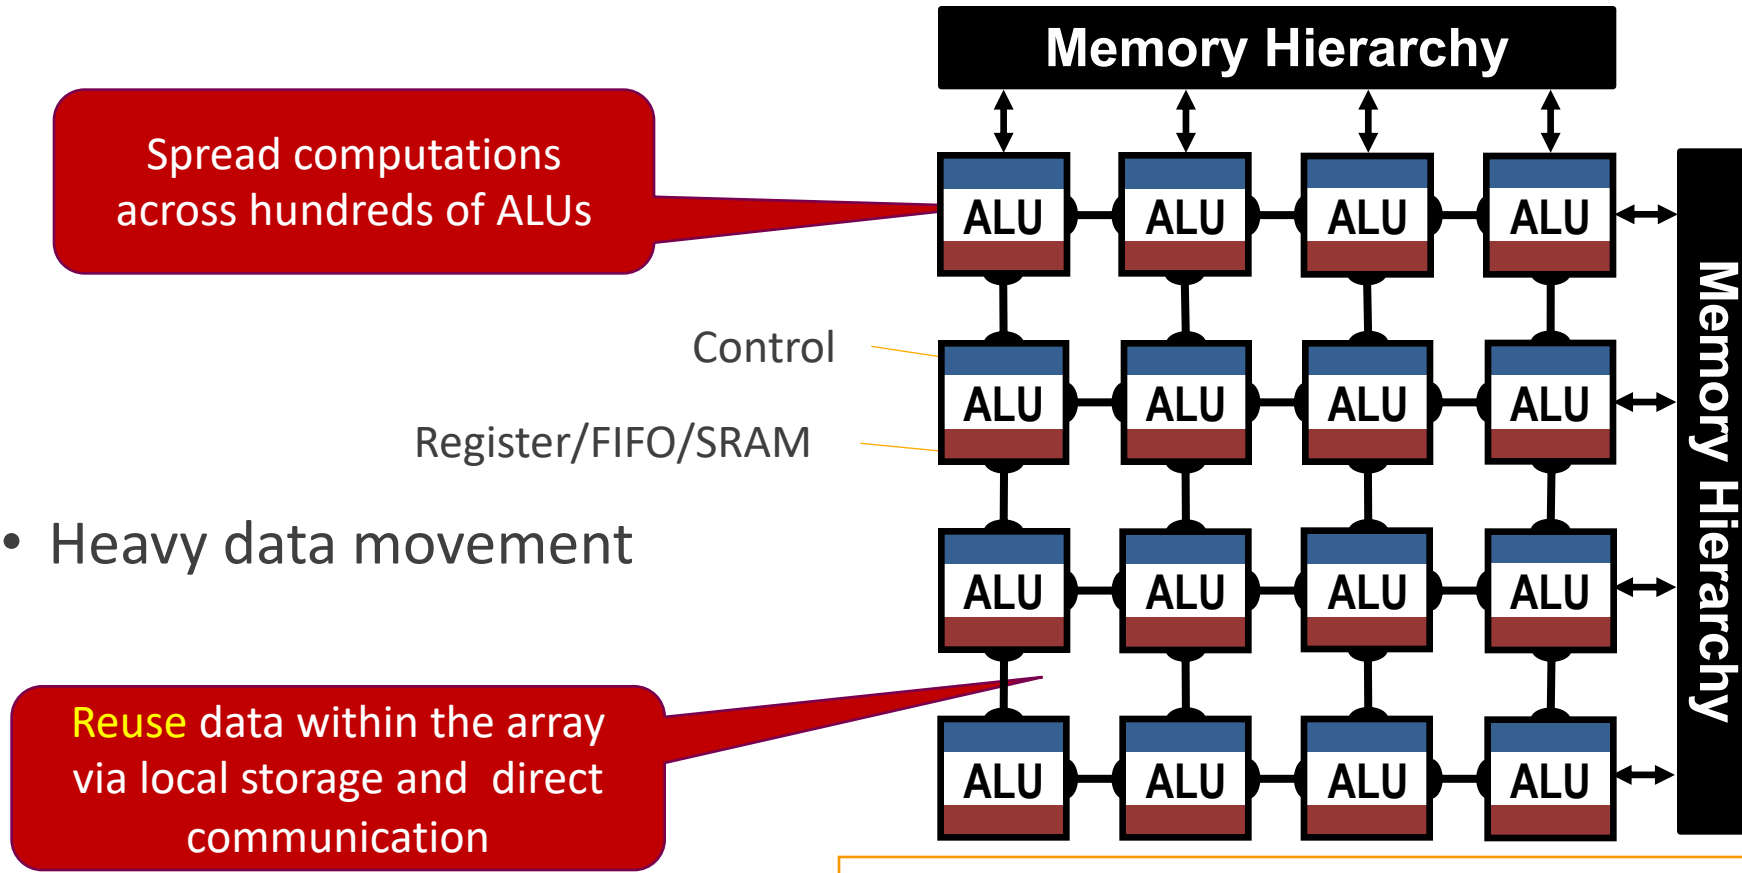 Memory Hierarchy
Spread computations
across hundreds of ALUs
ALU ALU ALU ALU
Control
ALU ALU ALU ALU
Register/FIFO/SRAM
• Heavy data movement
ALU ALU ALU ALU
Reuse data within the array
via local storage and direct
communication
ALU ALU ALU ALU
Memory Hierarchy